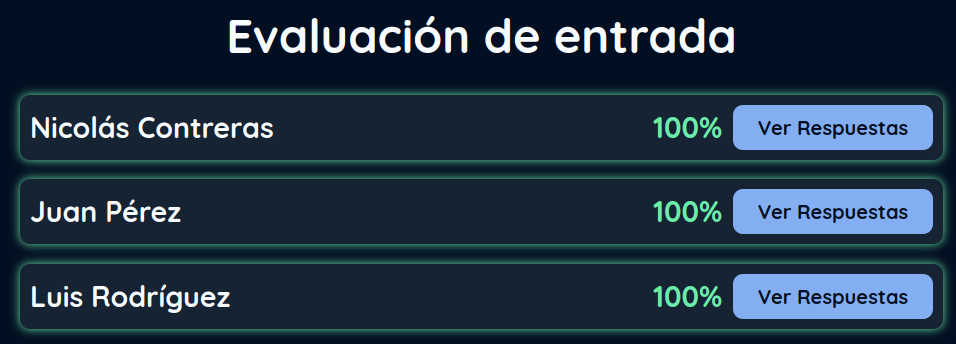 Evaluación de entrada
Nicolás Contreras 100% Ver Respuestas
Juan Pérez 100% Ver Respuestas
Luis Rodríguez 100% Ver Respuestas